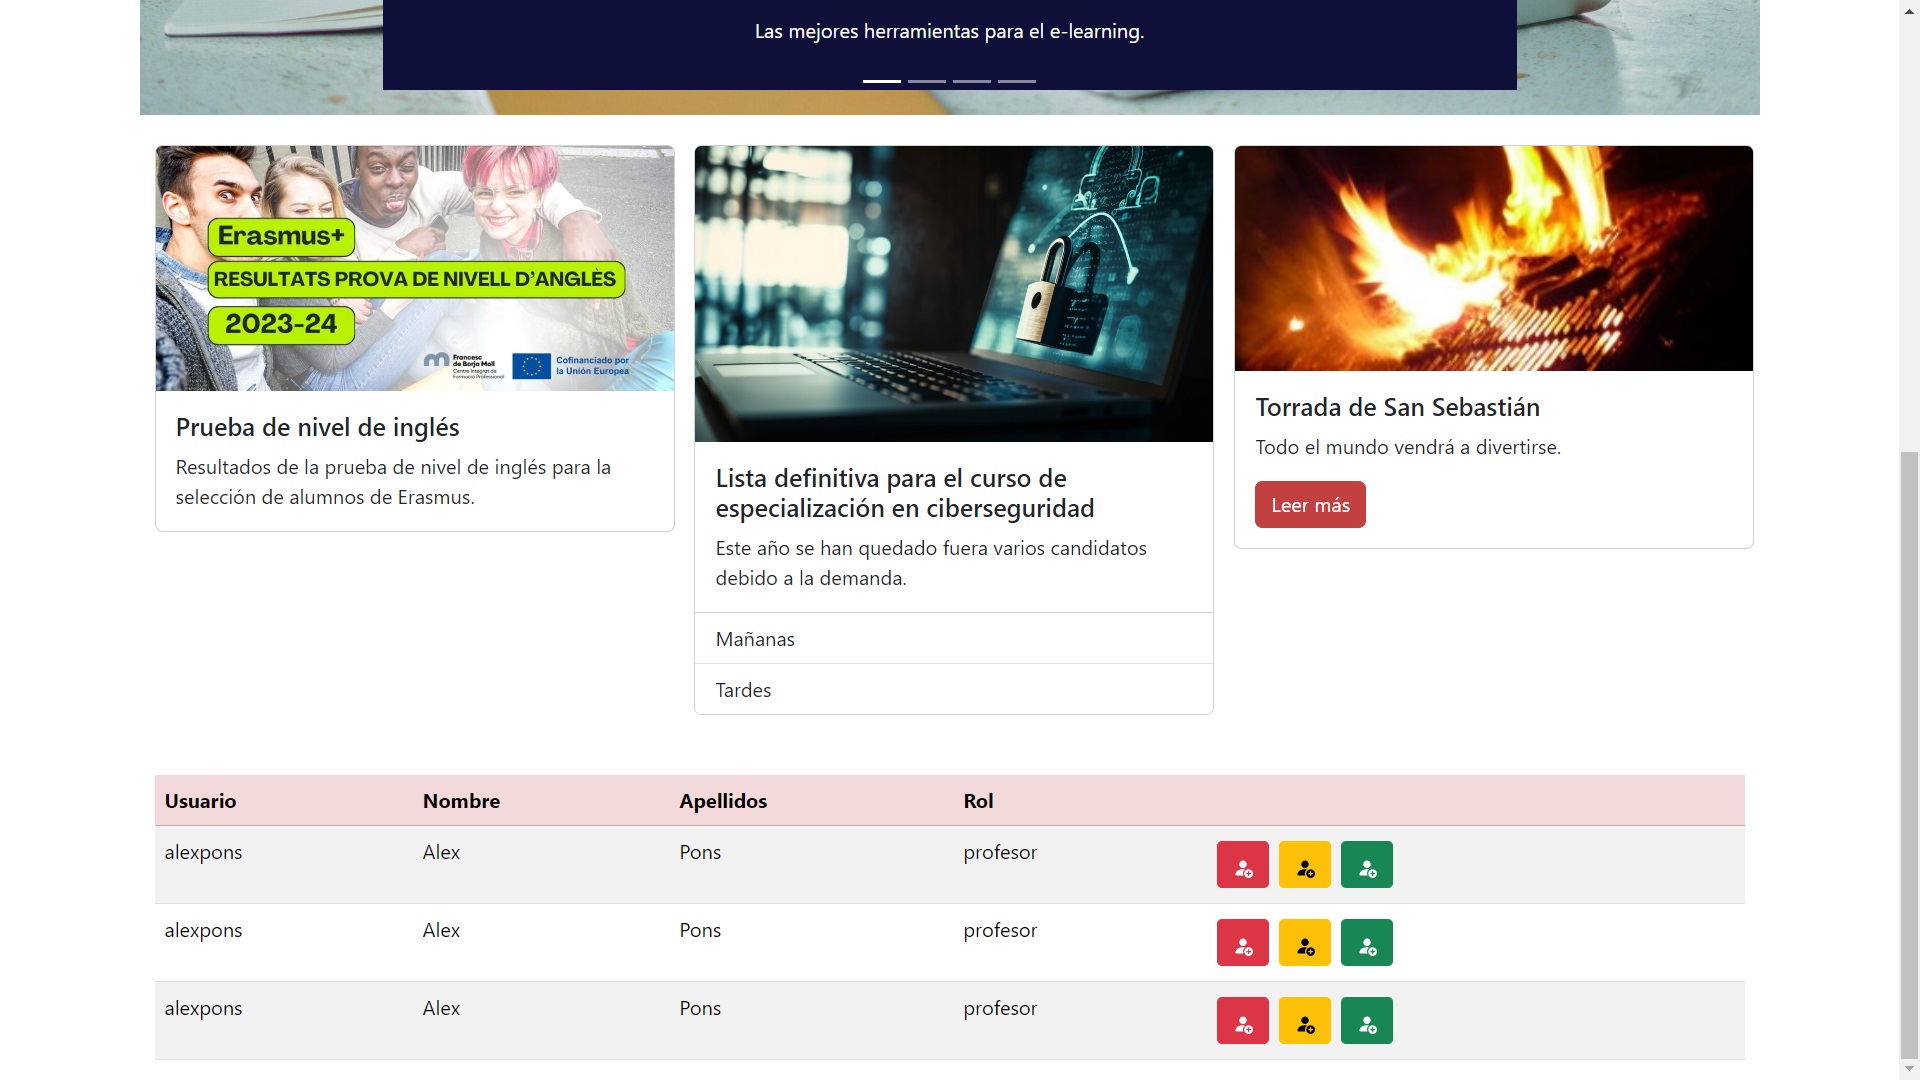 Las mejores herramientas para el e-learning.
Erasmus+
RESULTATS PROVA DE NIVELL D'ANGLÈS
2023-24
Francesc
de Borja Moll
Centre Integrat de
Formació Professional
Cofinanciado por
la Unión Europea
Prueba de nivel de inglés
Resultados de la prueba de nivel de inglés para la
selección de alumnos de Erasmus.
Lista definitiva para el curso de
especialización en ciberseguridad
Este año se han quedado fuera varios candidatos
debido a la demanda.
Mañanas
Tardes
Torrada de San Sebastián
Todo el mundo vendrá a divertirse.
Leer más
Usuario Nombre Apellidos Rol
alexpons Alex Pons profesor
alexpons Alex Pons profesor
alexpons Alex Pons profesor